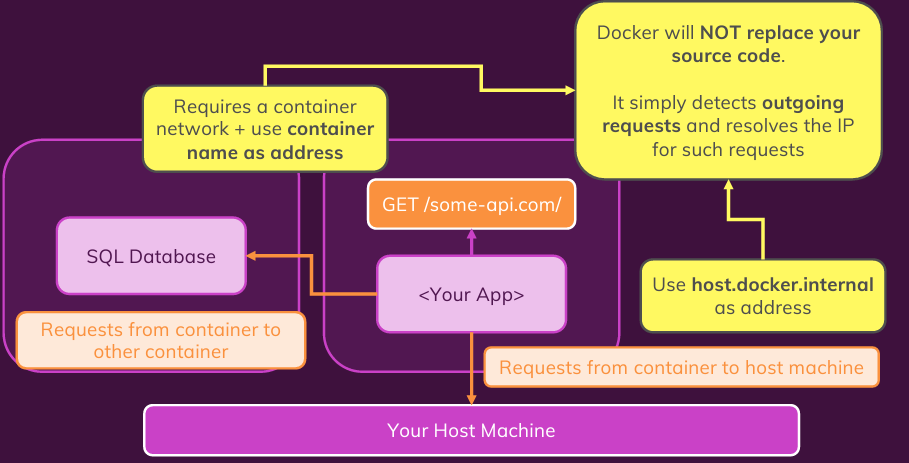 Docker will NOT replace your
source code.
It simply detects outgoing
requests and resolves the IP
for such requests
Requires a container
network + use container
name as address
GET /some-api.com/
SQL Database
<Your App>
Use host.docker.internal
as address
Requests from container to
other container
Requests from container to host machine
Your Host Machine